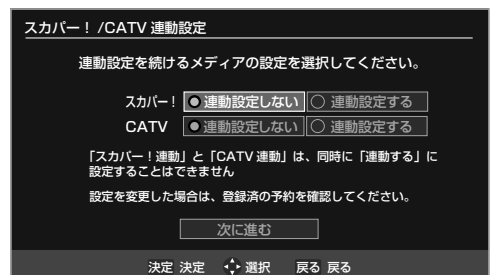 スカパー！/CATV 連動設定
連動設定を続けるメディアの設定を選択してください。
スカパー！ 連動設定しない 連動設定する
CATV 連動設定しない 連動設定する
「スカパー！連動」と「CATV 連動」は、同時に「連動する」に
設定することはできません
設定を変更した場合は、登録済の予約を確認してください。
次に進む
決定 決定 選択 戻る 戻る